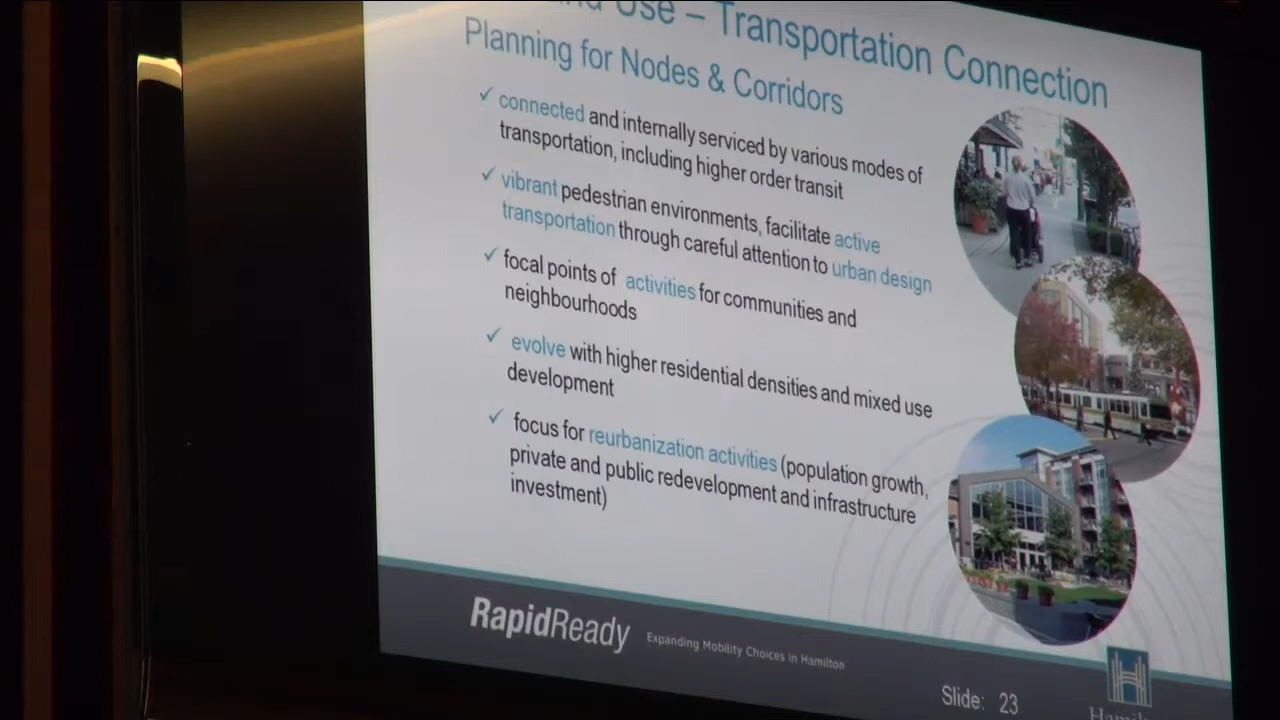 Use – Transportation Connection
Planning for Nodes & Corridors
✓ connected and internally serviced by various modes of
transportation, including higher order transit
✓ vibrant pedestrian environments, facilitate active
transportation through careful attention to urban design
✓ focal points of activities for communities and
neighbourhoods
✓ evolve with higher residential densities and mixed use
development
✓ focus for reurbanization activities (population growth,
private and public redevelopment and infrastructure
investment)
RapidReady Expanding Mobility Choices in Hamilton
Slide: 23